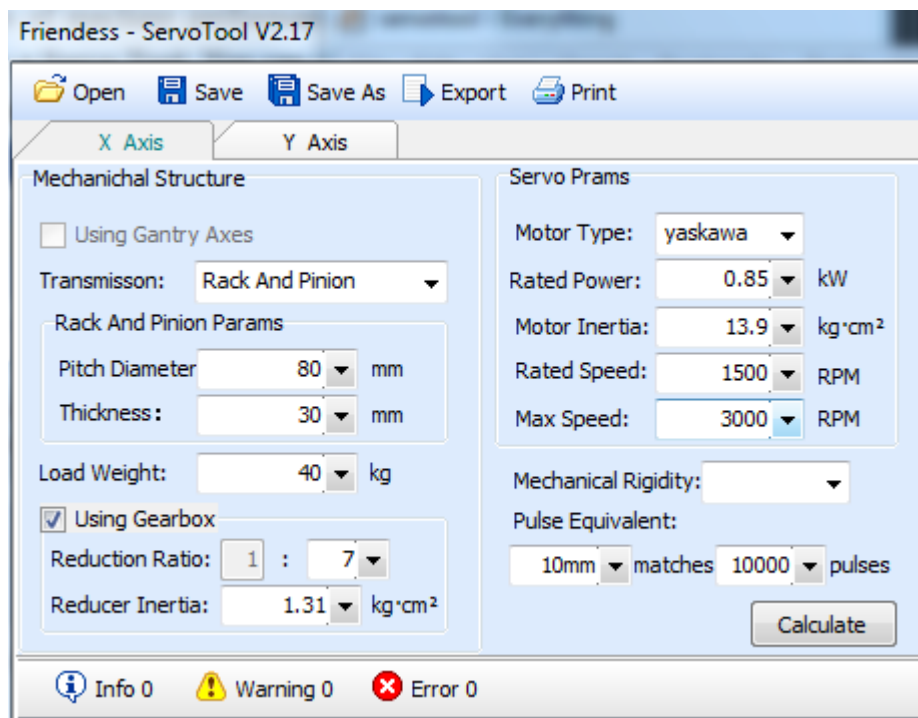 Friendess - ServoTool V2.17
Open Save Save As Export Print
X Axis Y Axis
Mechanichal Structure
Using Gantry Axes
Transmisson: Rack And Pinion
Rack And Pinion Params
Pitch Diameter 80 mm
Thickness: 30 mm
Load Weight: 40 kg
Using Gearbox
Reduction Ratio: 1 : 7
Reducer Inertia: 1.31 kg·cm²
Servo Prams
Motor Type: yaskawa
Rated Power: 0.85 kW
Motor Inertia: 13.9 kg·cm²
Rated Speed: 1500 RPM
Max Speed: 3000 RPM
Mechanical Rigidity:
Pulse Equivalent:
10mm matches 10000 pulses
Calculate
Info 0 Warning 0 Error 0